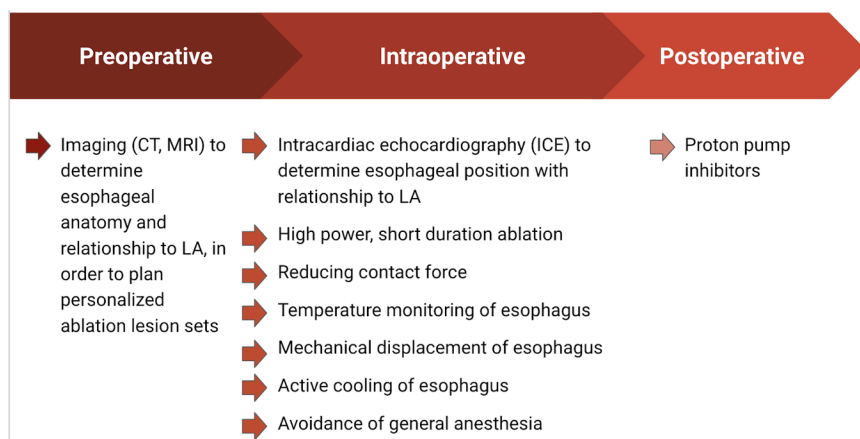 Preoperative
Intraoperative
Postoperative
Imaging (CT, MRI) to
determine
esophageal
anatomy and
relationship to LA, in
order to plan
personalized
ablation lesion sets
Intracardiac echocardiography (ICE) to
determine esophageal position with
relationship to LA
High power, short duration ablation
Reducing contact force
Temperature monitoring of esophagus
Mechanical displacement of esophagus
Active cooling of esophagus
Avoidance of general anesthesia
Proton pump
inhibitors